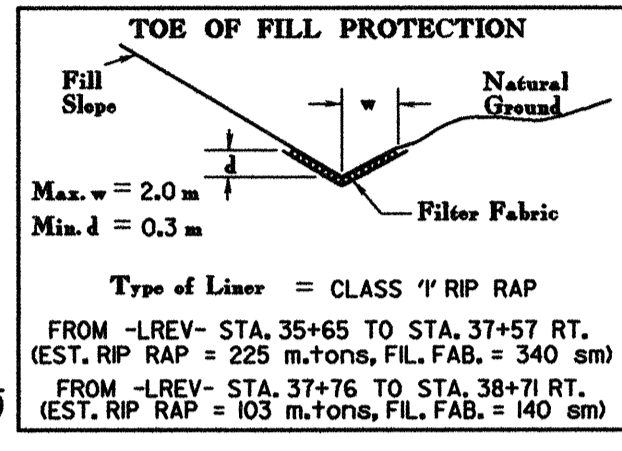 TOE OF FILL PROTECTION
Fill
Slope
Natural
Ground
w
d
Max. w = 2.0 m
Min. d = 0.3 m
Filter Fabric
Type of Liner = CLASS 'I' RIP RAP
FROM -LREV- STA. 35+65 TO STA. 37+57 RT.
(EST. RIP RAP = 225 m.tons, FIL. FAB. = 340 sm)
FROM -LREV- STA. 37+76 TO STA. 38+71 RT.
(EST. RIP RAP = 103 m.tons, FIL. FAB. = 140 sm)